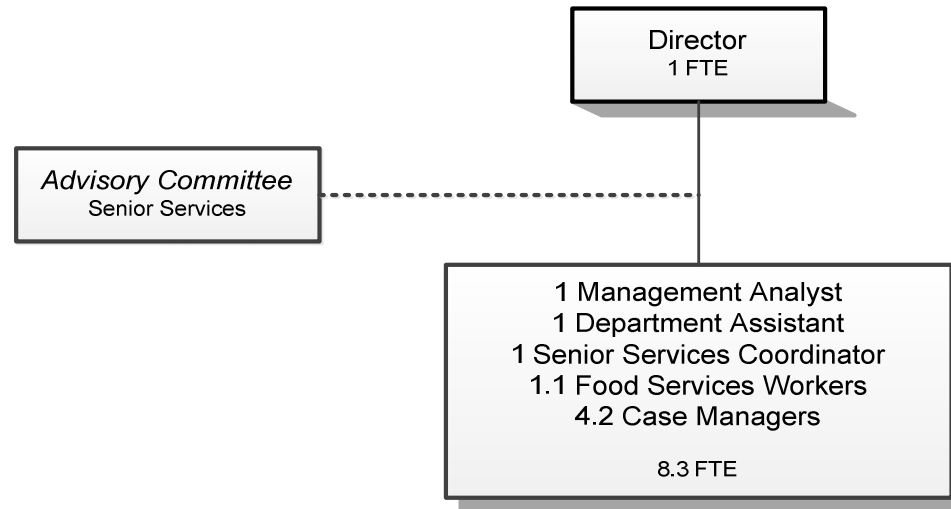 Director
1 FTE
Advisory Committee
Senior Services
1 Management Analyst
1 Department Assistant
1 Senior Services Coordinator
1.1 Food Services Workers
4.2 Case Managers
8.3 FTE